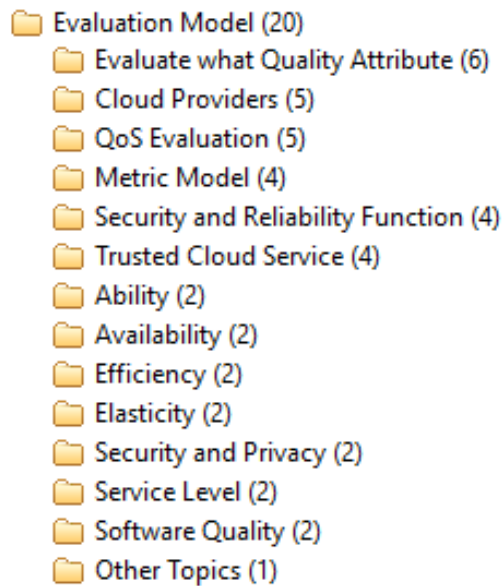 Evaluation Model (20)
Evaluate what Quality Attribute (6)
Cloud Providers (5)
QoS Evaluation (5)
Metric Model (4)
Security and Reliability Function (4)
Trusted Cloud Service (4)
Ability (2)
Availability (2)
Efficiency (2)
Elasticity (2)
Security and Privacy (2)
Service Level (2)
Software Quality (2)
Other Topics (1)